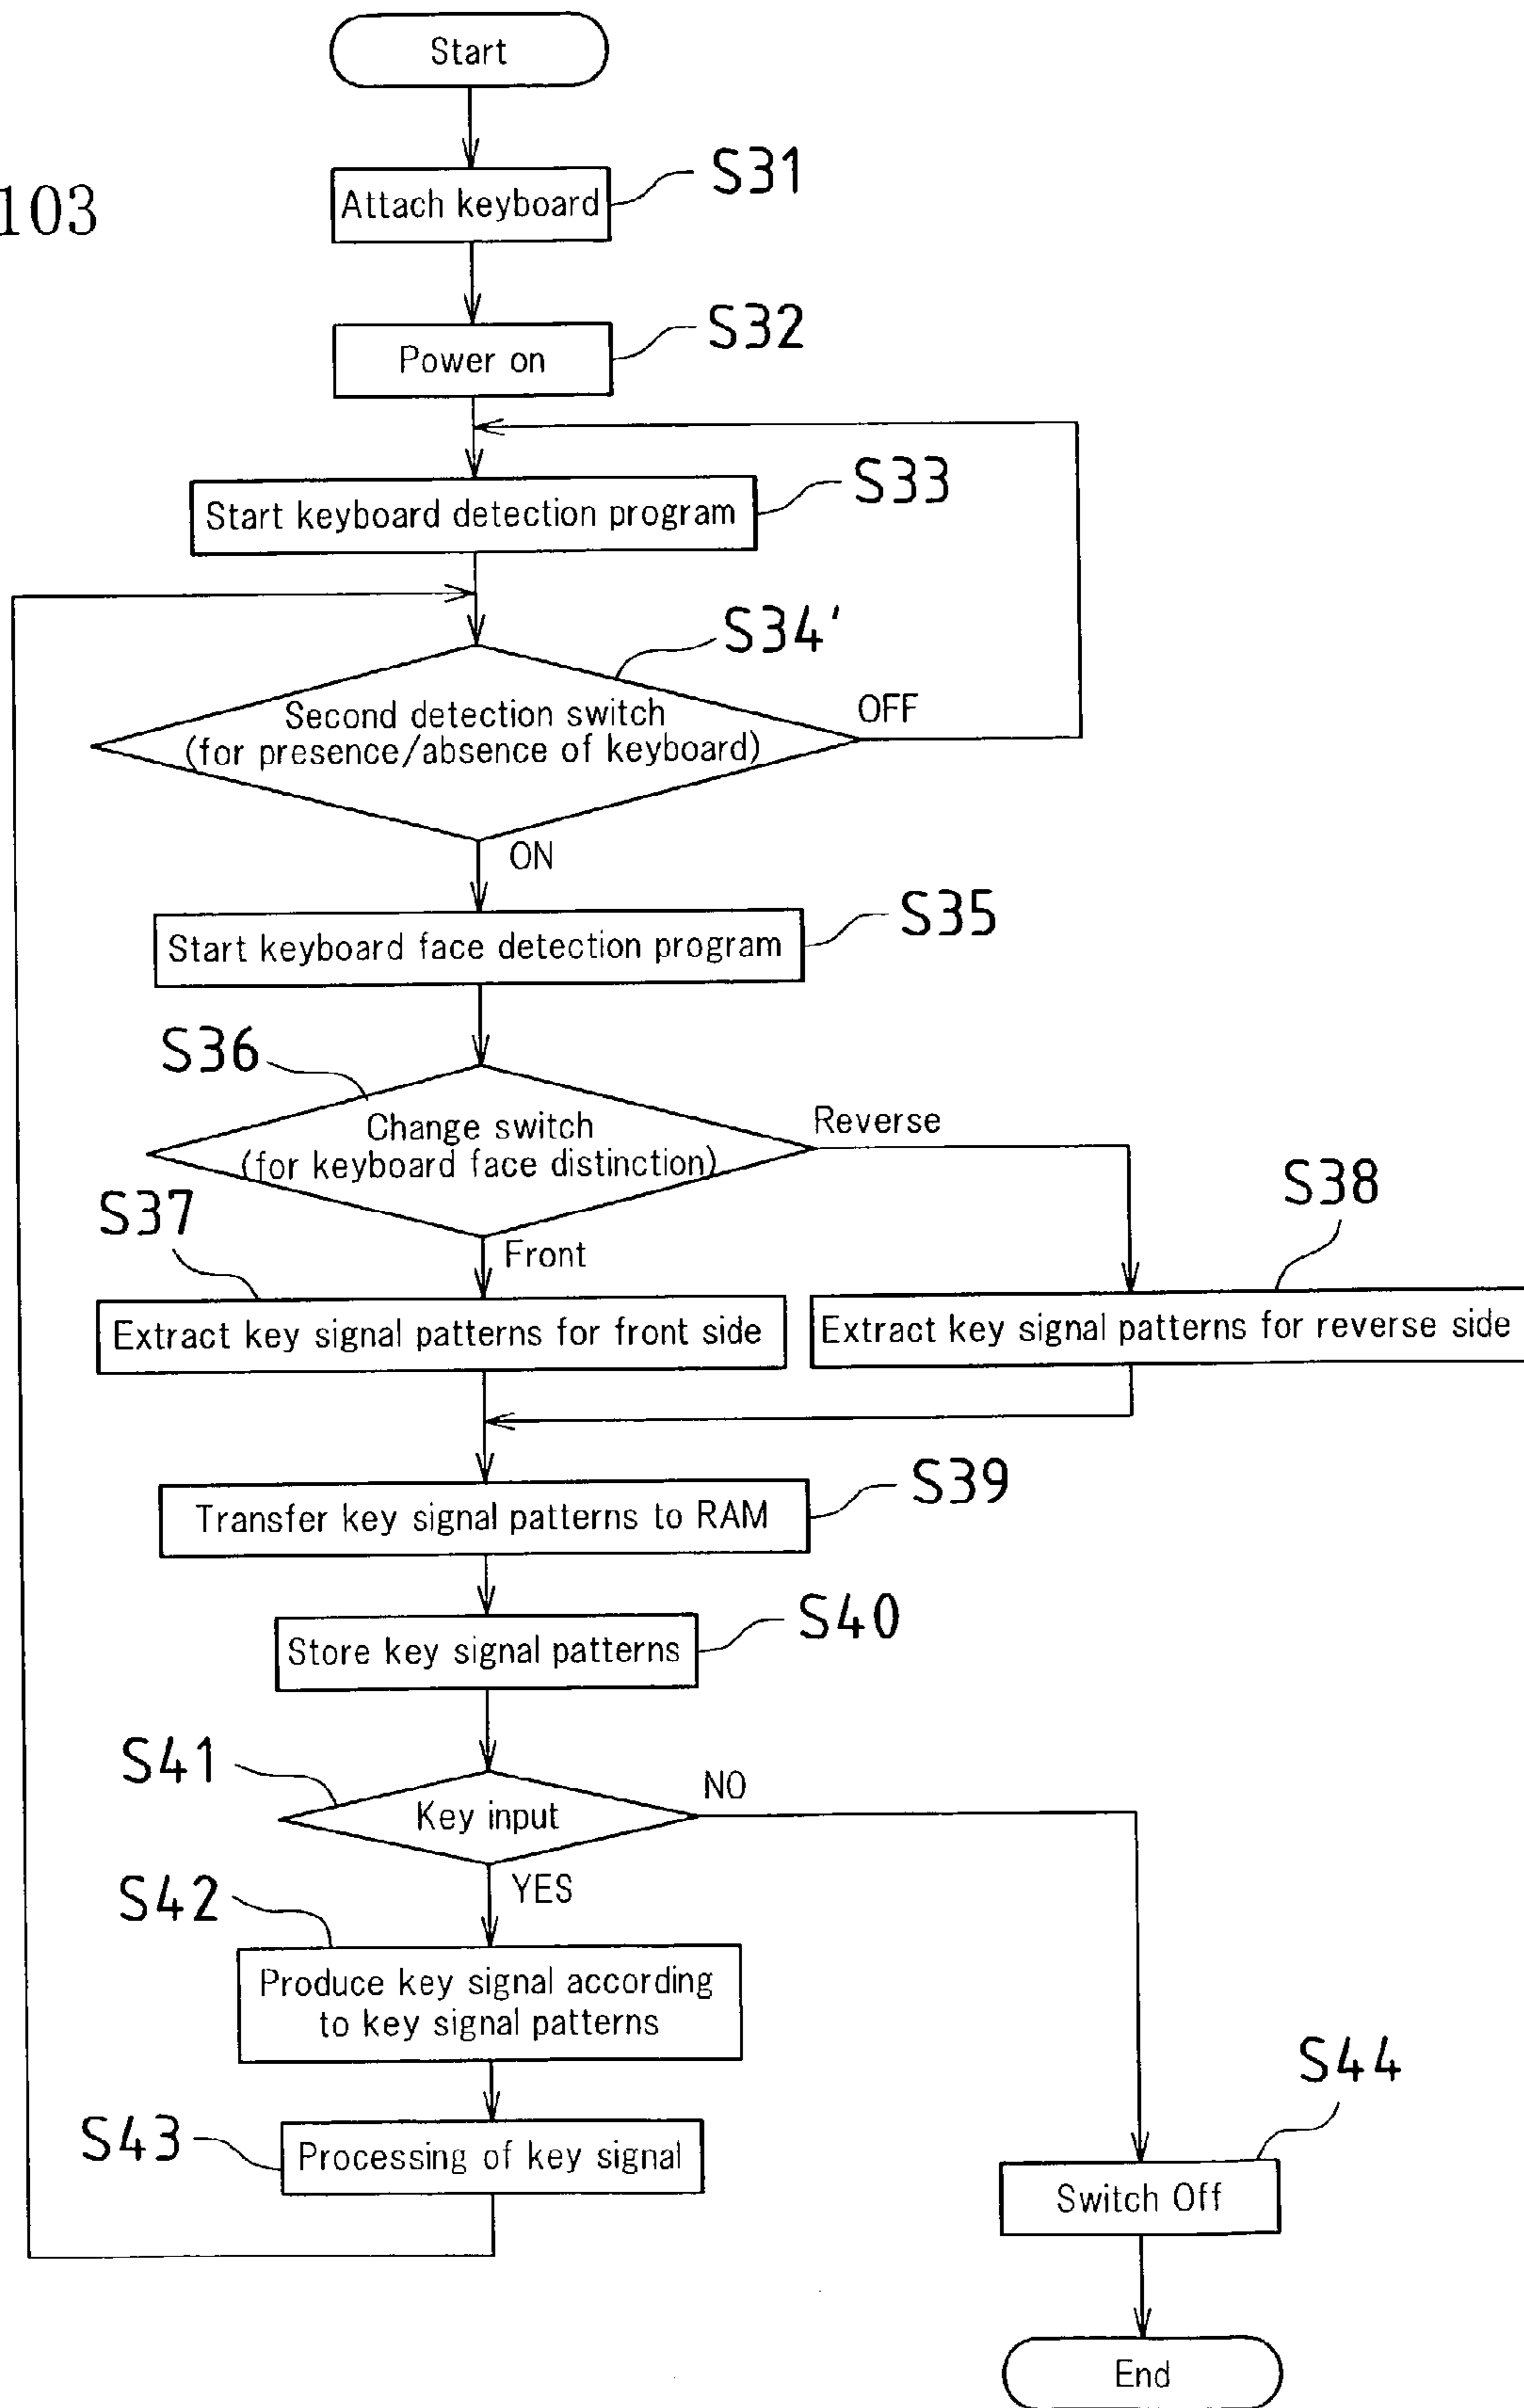 Start
103
Attach keyboard
S31
Power on
S32
Start keyboard detection program
S33
S34'
Second detection switch
(for presence/absence of keyboard)
OFF
ON
Start keyboard face detection program
S35
S36
Change switch
(for keyboard face distinction)
Reverse
Front
S37
S38
Extract key signal patterns for front side
Extract key signal patterns for reverse side
Transfer key signal patterns to RAM
S39
Store key signal patterns
S40
S41
Key input
NO
YES
S42
Produce key signal according
to key signal patterns
S43
Processing of key signal
S44
Switch Off
End